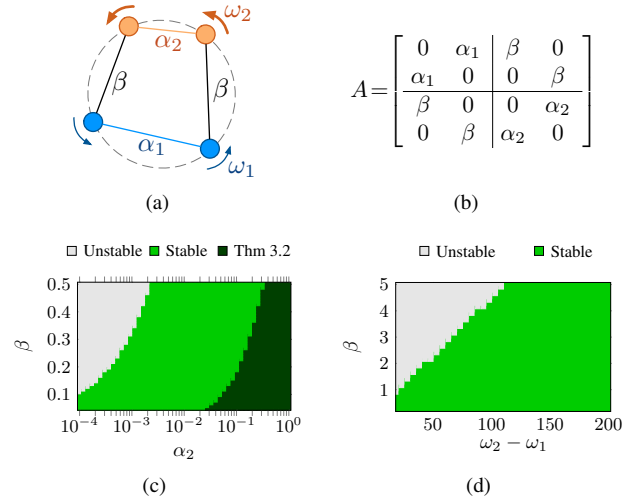 ω₂
α₂
β
β
α₁
ω₁
(a)
A = [ 0 α₁ | β 0
α₁ 0 | 0 β
β 0 | 0 α₂
0 β | α₂ 0 ]
(b)
Unstable Stable Thm 3.2
0.5
0.4
0.3
0.2
0.1
β
10⁻⁴ 10⁻³ 10⁻² 10⁻¹ 10⁰
α₂
(c)
Unstable Stable
5
4
3
2
1
β
50 100 150 200
ω₂ − ω₁
(d)